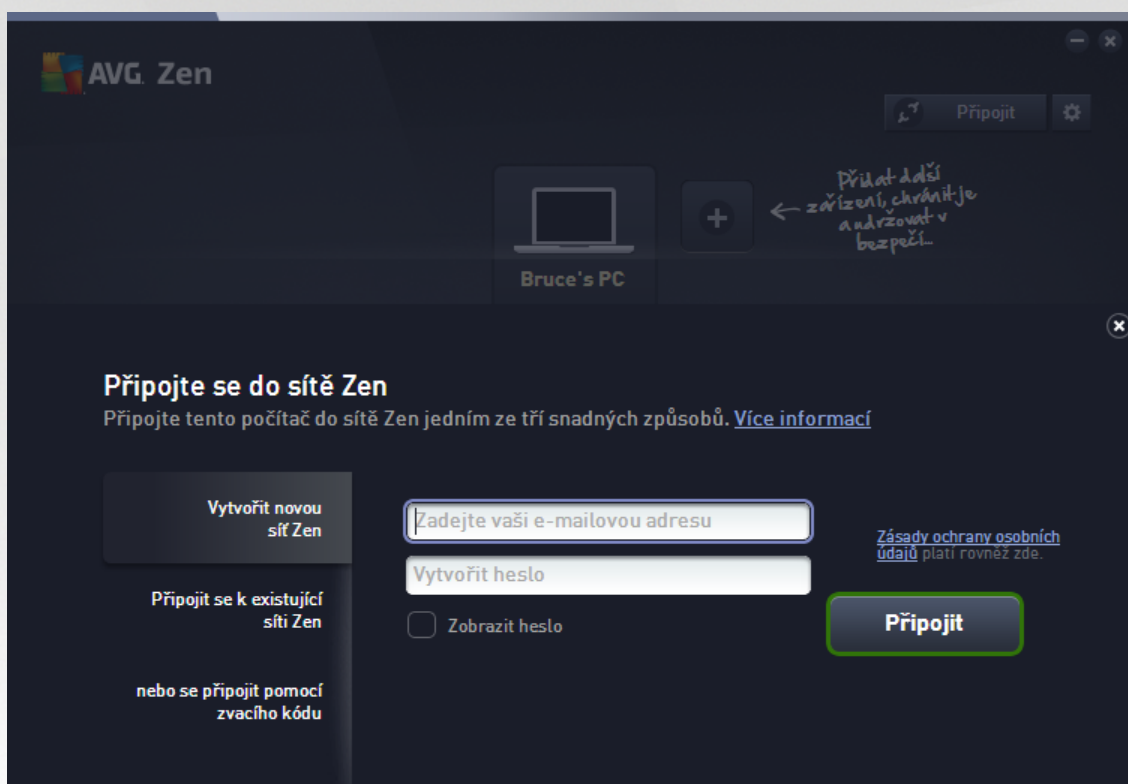 AVG. Zen
Připojit
Přidat další
zařízení, chránit je
a udržovat v
bezpečí...
Bruce's PC
Připojte se do sítě Zen
Připojte tento počítač do sítě Zen jedním ze tří snadných způsobů. Více informací
Vytvořit novou
síť Zen
Připojit se k existující
síti Zen
nebo se připojit pomocí
zvacího kódu
Zadejte vaši e-mailovou adresu
Vytvořit heslo
Zobrazit heslo
Zásady ochrany osobních
údajů platí rovněž zde.
Připojit